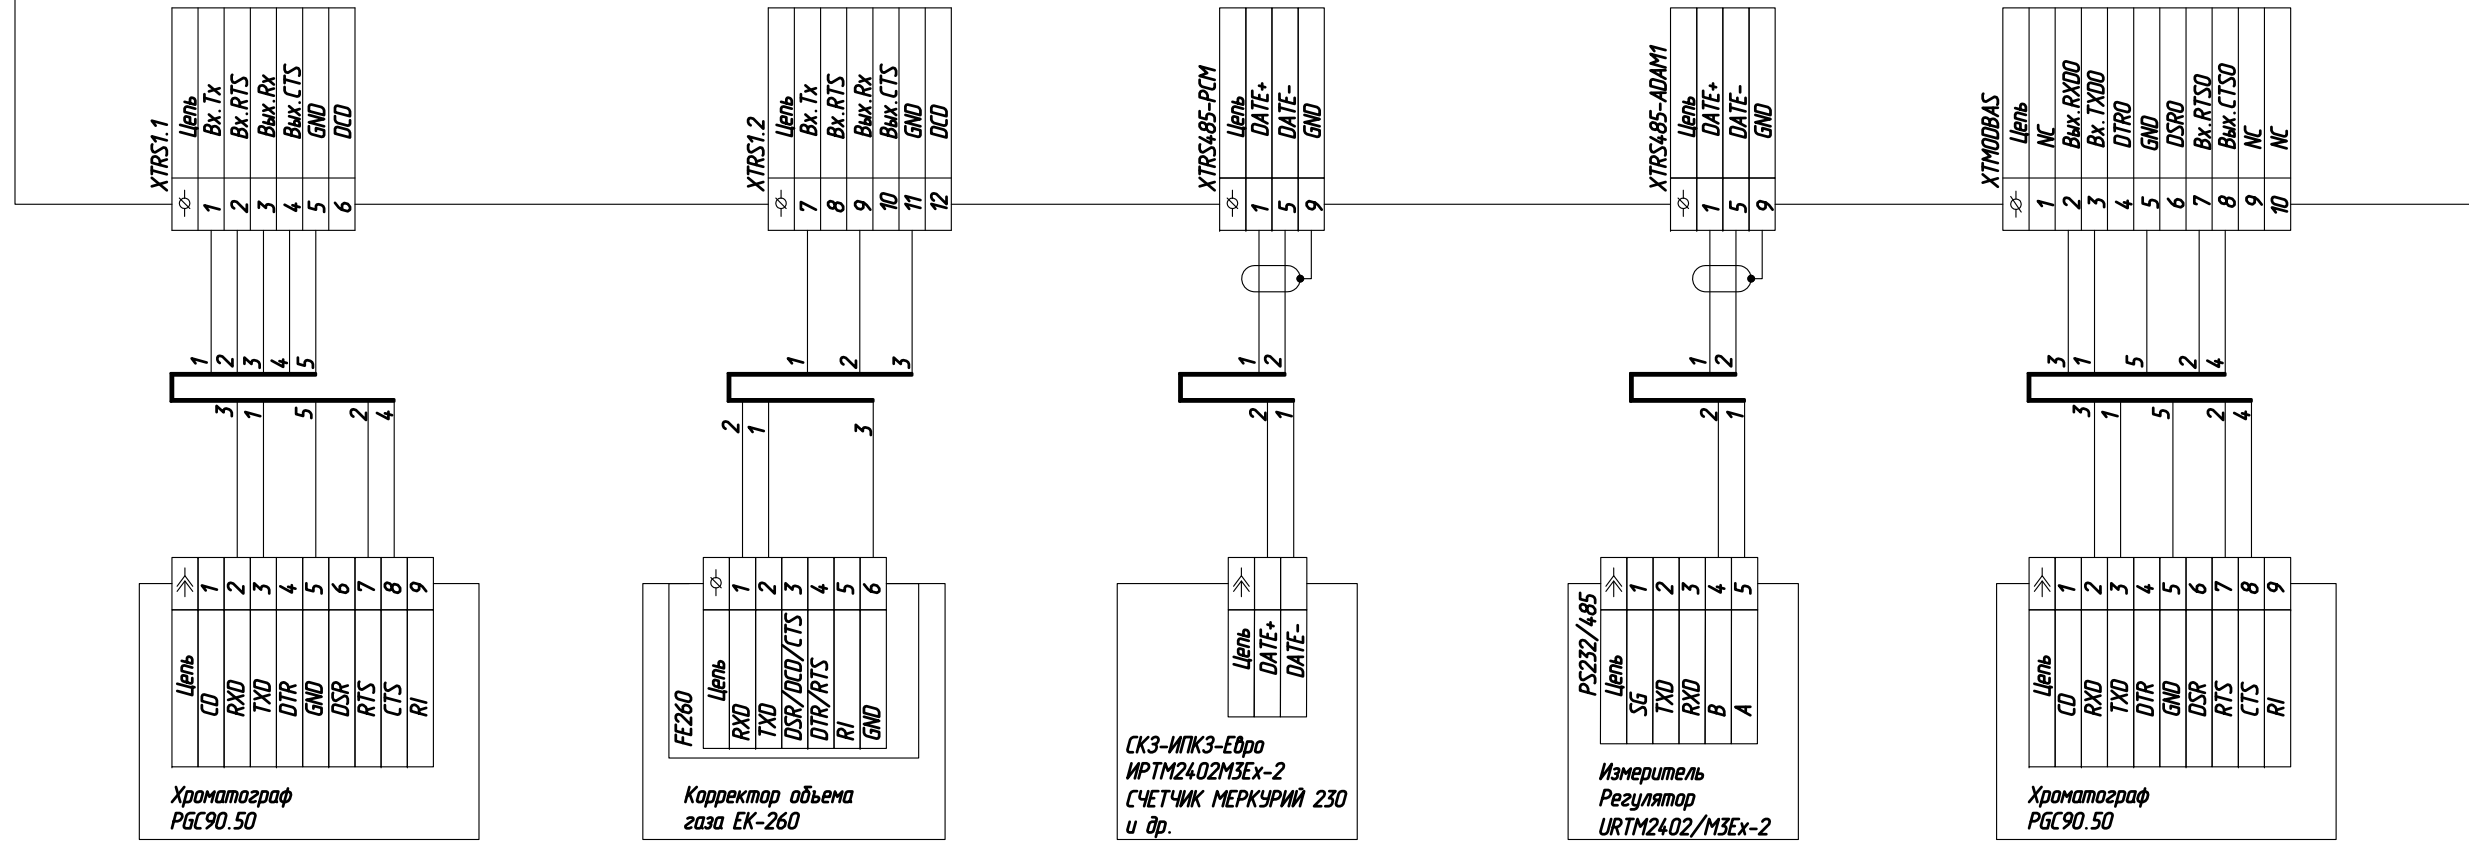 XTRS1.1
Цепь
Вх.Tx
Вх.RTS
Вых.Rx
Вых.CTS
GND
DCD
1
2
3
4
5
6
XTRS1.2
Цепь
Вх.Tx
Вх.RTS
Вых.Rx
Вых.CTS
GND
DCD
7
8
9
10
11
12
XTRS485-PCM
Цепь
DATE+
DATE-
GND
1
5
9
XTRS485-ADAM1
Цепь
DATE+
DATE-
GND
1
5
9
XTMODBAS
Цепь
NC
Вых.RXD0
Вх.TXD0
DTR0
GND
DSR0
Вх.RTS0
Вых.CTS0
NC
NC
1
2
3
4
5
6
7
8
9
10
1
2
3
4
5
3
1
5
2
4
1
2
3
2
1
3
1
2
2
1
1
2
2
1
3
1
5
2
4
3
1
5
2
4
1
2
3
4
5
6
7
8
9
Цепь
CD
RXD
TXD
DTR
GND
DSR
RTS
CTS
RI
Хроматограф
PGC90.50
FE260
1
2
3
4
5
6
Цепь
RXD
TXD
DSR/DCD/CTS
DTR/RTS
RI
GND
Корректор объема
газа ЕК-260
Цепь
DATE+
DATE-
СКЗ-ИПКЗ-Евро
ИРТМ2402М3Ех-2
СЧЕТЧИК МЕРКУРИЙ 230
и др.
PS232/485
1
2
3
4
5
Цепь
SG
TXD
RXD
B
A
Измеритель
Регулятор
URTM2402/M3Ex-2
1
2
3
4
5
6
7
8
9
Цепь
CD
RXD
TXD
DTR
GND
DSR
RTS
CTS
RI
Хроматограф
PGC90.50